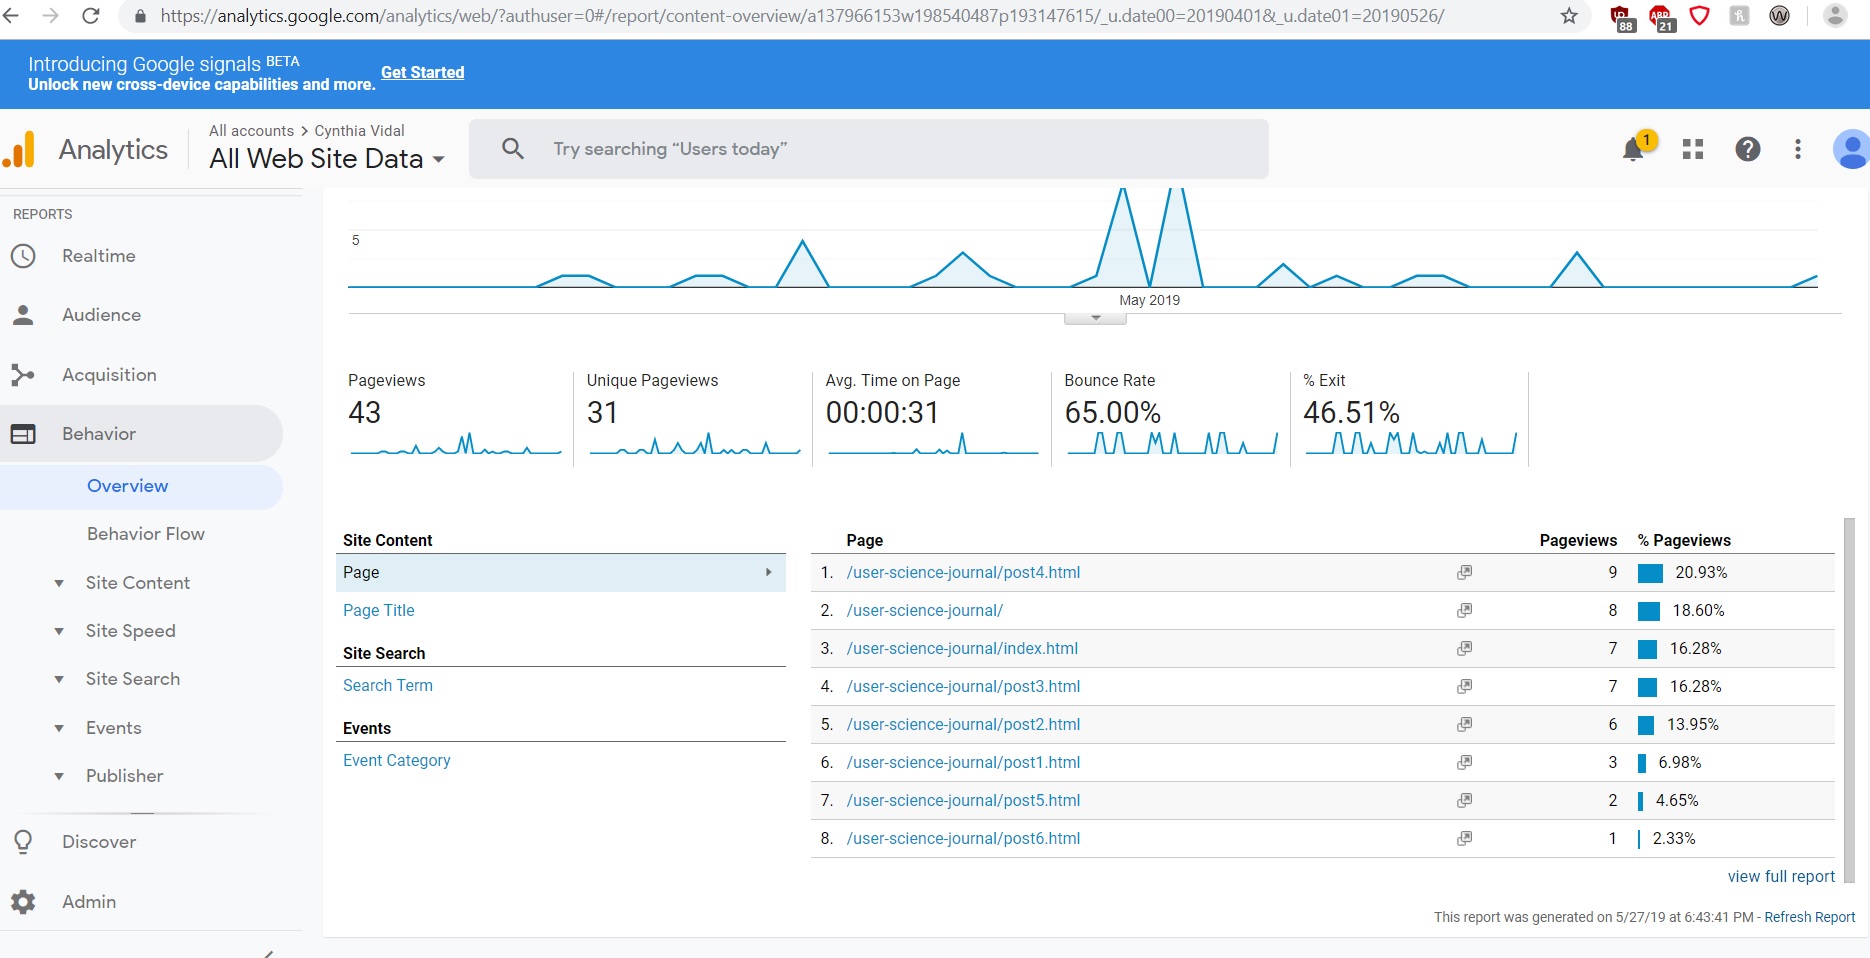 https://analytics.google.com/analytics/web/?authuser=0#/report/content-overview/a137966153w198540487p193147615/_u.date00=20190401&_u.date01=20190526/
88
21
Introducing Google signals BETA
Unlock new cross-device capabilities and more.
Get Started
Analytics
All accounts > Cynthia Vidal
All Web Site Data
Try searching “Users today”
1
REPORTS
Realtime
Audience
Acquisition
Behavior
Overview
Behavior Flow
Site Content
Site Speed
Site Search
Events
Publisher
Discover
Admin
5
May 2019
Pageviews
43
Unique Pageviews
31
Avg. Time on Page
00:00:31
Bounce Rate
65.00%
% Exit
46.51%
Site Content
Page
Page Title
Site Search
Search Term
Events
Event Category
Page Pageviews % Pageviews
1. /user-science-journal/post4.html 9 20.93%
2. /user-science-journal/ 8 18.60%
3. /user-science-journal/index.html 7 16.28%
4. /user-science-journal/post3.html 7 16.28%
5. /user-science-journal/post2.html 6 13.95%
6. /user-science-journal/post1.html 3 6.98%
7. /user-science-journal/post5.html 2 4.65%
8. /user-science-journal/post6.html 1 2.33%
view full report
This report was generated on 5/27/19 at 6:43:41 PM - Refresh Report